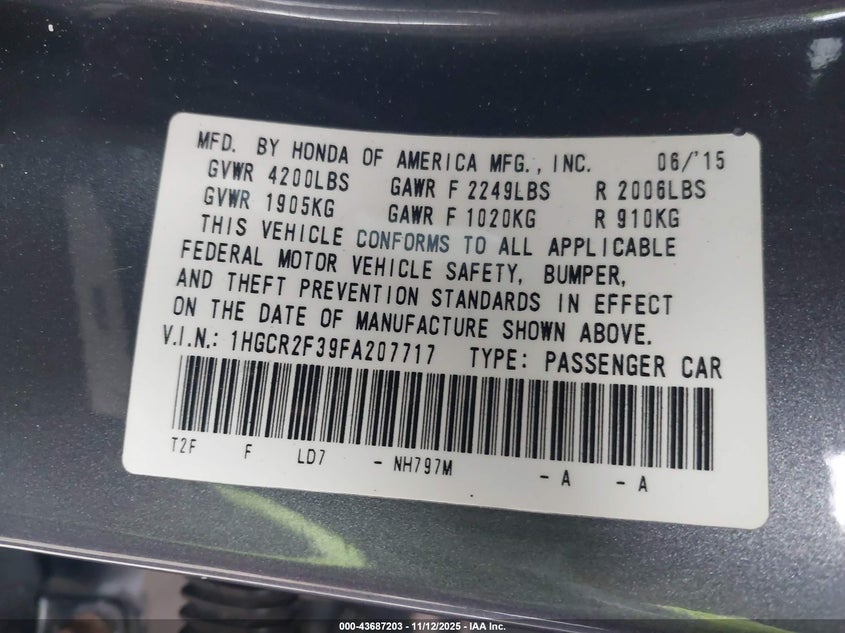 MFD. BY HONDA OF AMERICA MFG., INC. 06/'15
GVWR 4200LBS GAWR F 2249LBS R 2006LBS
GVWR 1905KG GAWR F 1020KG R 910KG
THIS VEHICLE CONFORMS TO ALL APPLICABLE
FEDERAL MOTOR VEHICLE SAFETY, BUMPER,
AND THEFT PREVENTION STANDARDS IN EFFECT
ON THE DATE OF MANUFACTURE SHOWN ABOVE.
V.I.N.: 1HGCR2F39FA207717 TYPE: PASSENGER CAR
T2F F LD7 - NH797M - A - A
000-43687203 - 11/12/2025 - IAA Inc.